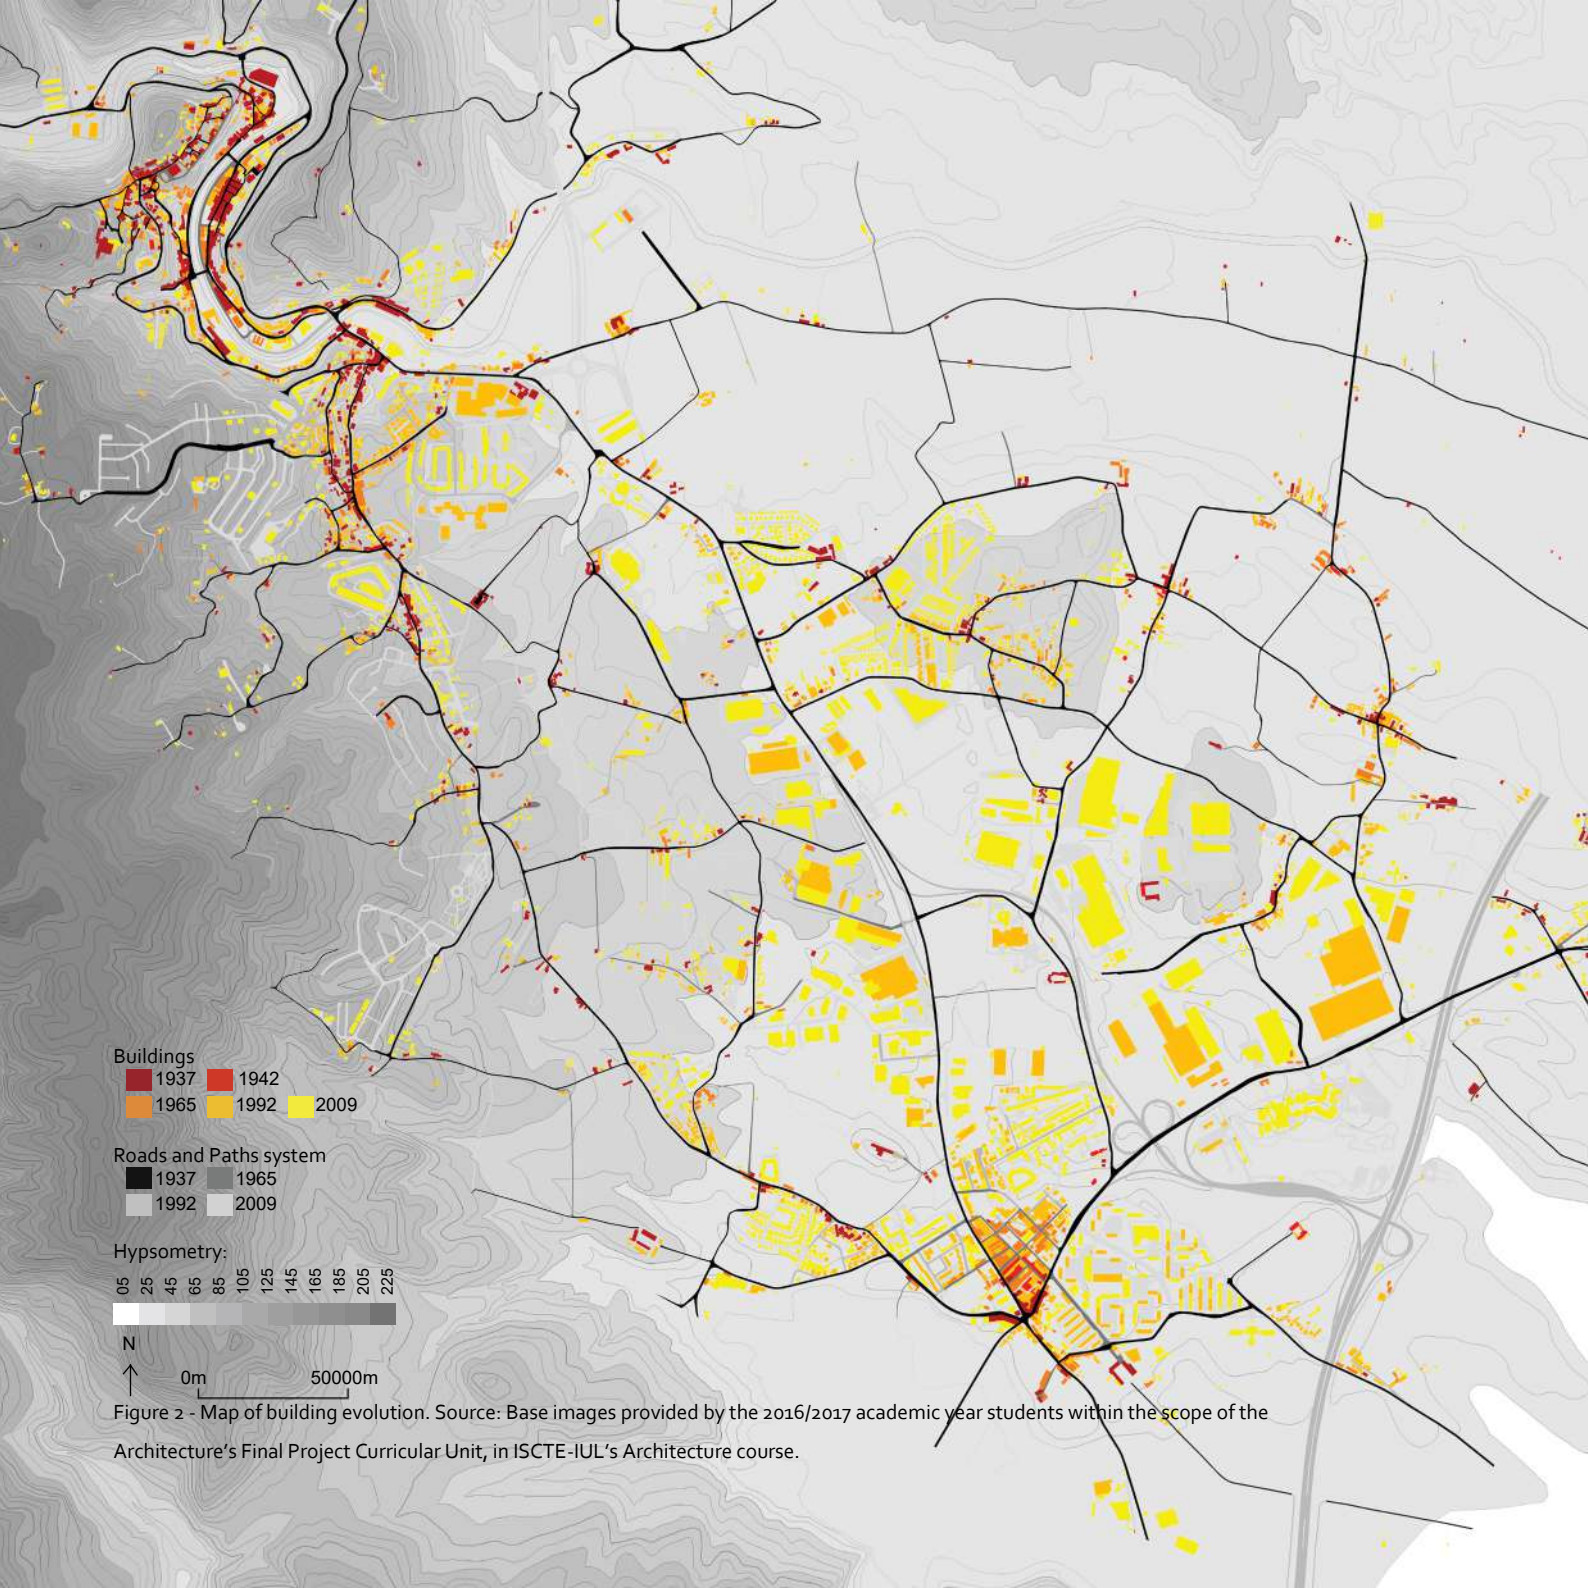 Buildings
1937 1942
1965 1992 2009
Roads and Paths system
1937 1965
1992 2009
Hypsometry:
05 25 45 65 85 105 125 145 165 185 205 225
N
0m 50000m
Figure 2 - Map of building evolution. Source: Base images provided by the 2016/2017 academic year students within the scope of the
Architecture’s Final Project Curricular Unit, in ISCTE-IUL’s Architecture course.